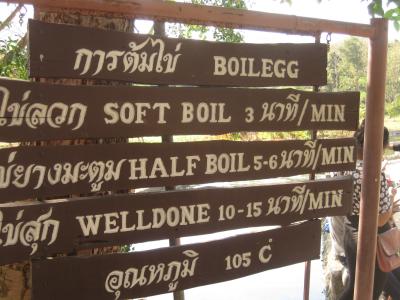 การต้มไข่ BOILEGG
ไข่ลวก SOFT BOIL 3 นาที/MIN
ไข่ยางมะตูม HALF BOIL 5-6 นาที/MIN
ไข่สุก WELLDONE 10-15 นาที/MIN
อุณหภูมิ 105 C̊